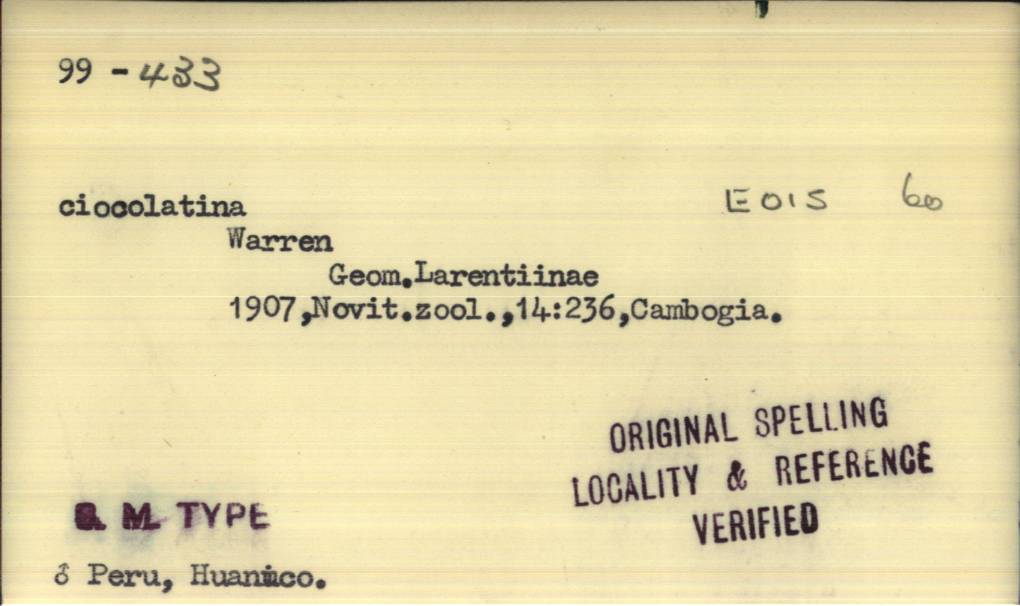 99 - 433
ciocolatina EOIS 60
Warren
Geom.Larentiinae
1907,Novit.zool.,14:236,Cambogia.
ORIGINAL SPELLING
LOCALITY & REFERENCE
VERIFIED
B. M. TYPE
♂ Peru, Huanuco.